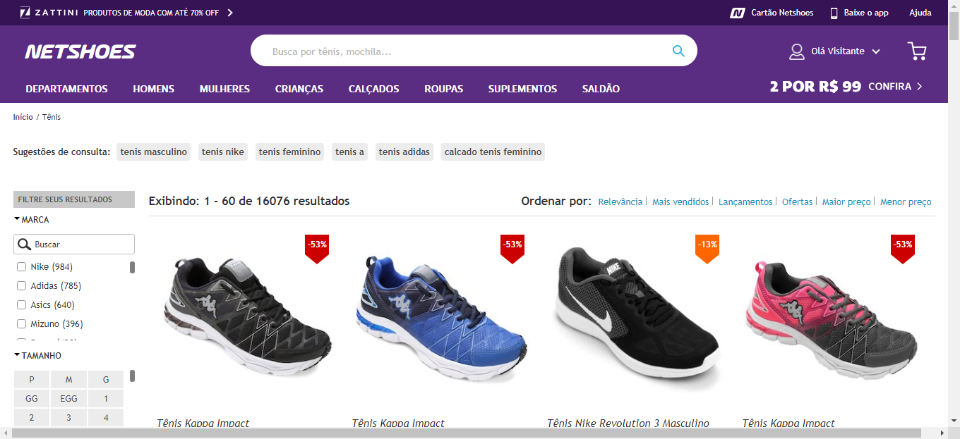 ZATTINI PRODUTOS DE MODA COM ATÉ 70% OFF
Cartão Netshoes Baixe o app Ajuda
NETSHOES
Busca por tênis, mochila...
Olá Visitante
DEPARTAMENTOS HOMENS MULHERES CRIANÇAS CALÇADOS ROUPAS SUPLEMENTOS SALDÃO
2 POR R$ 99 CONFIRA
Início / Tênis
Sugestões de consulta: tenis masculino tenis nike tenis feminino tenis a tenis adidas calcado tenis feminino
FILTRE SEUS RESULTADOS
MARCA
Buscar
Nike (984)
Adidas (785)
Asics (640)
Mizuno (396)
TAMANHO
P M G
GG EGG 1
2 3 4
Exibindo: 1 - 60 de 16076 resultados
Ordenar por: Relevância | Mais vendidos | Lançamentos | Ofertas | Maior preço | Menor preço
-53% -53% -13% -53%
NIKE
Tênis Kappa Impact Tênis Kappa Impact Tênis Nike Revolution 3 Masculino Tênis Kappa Impact